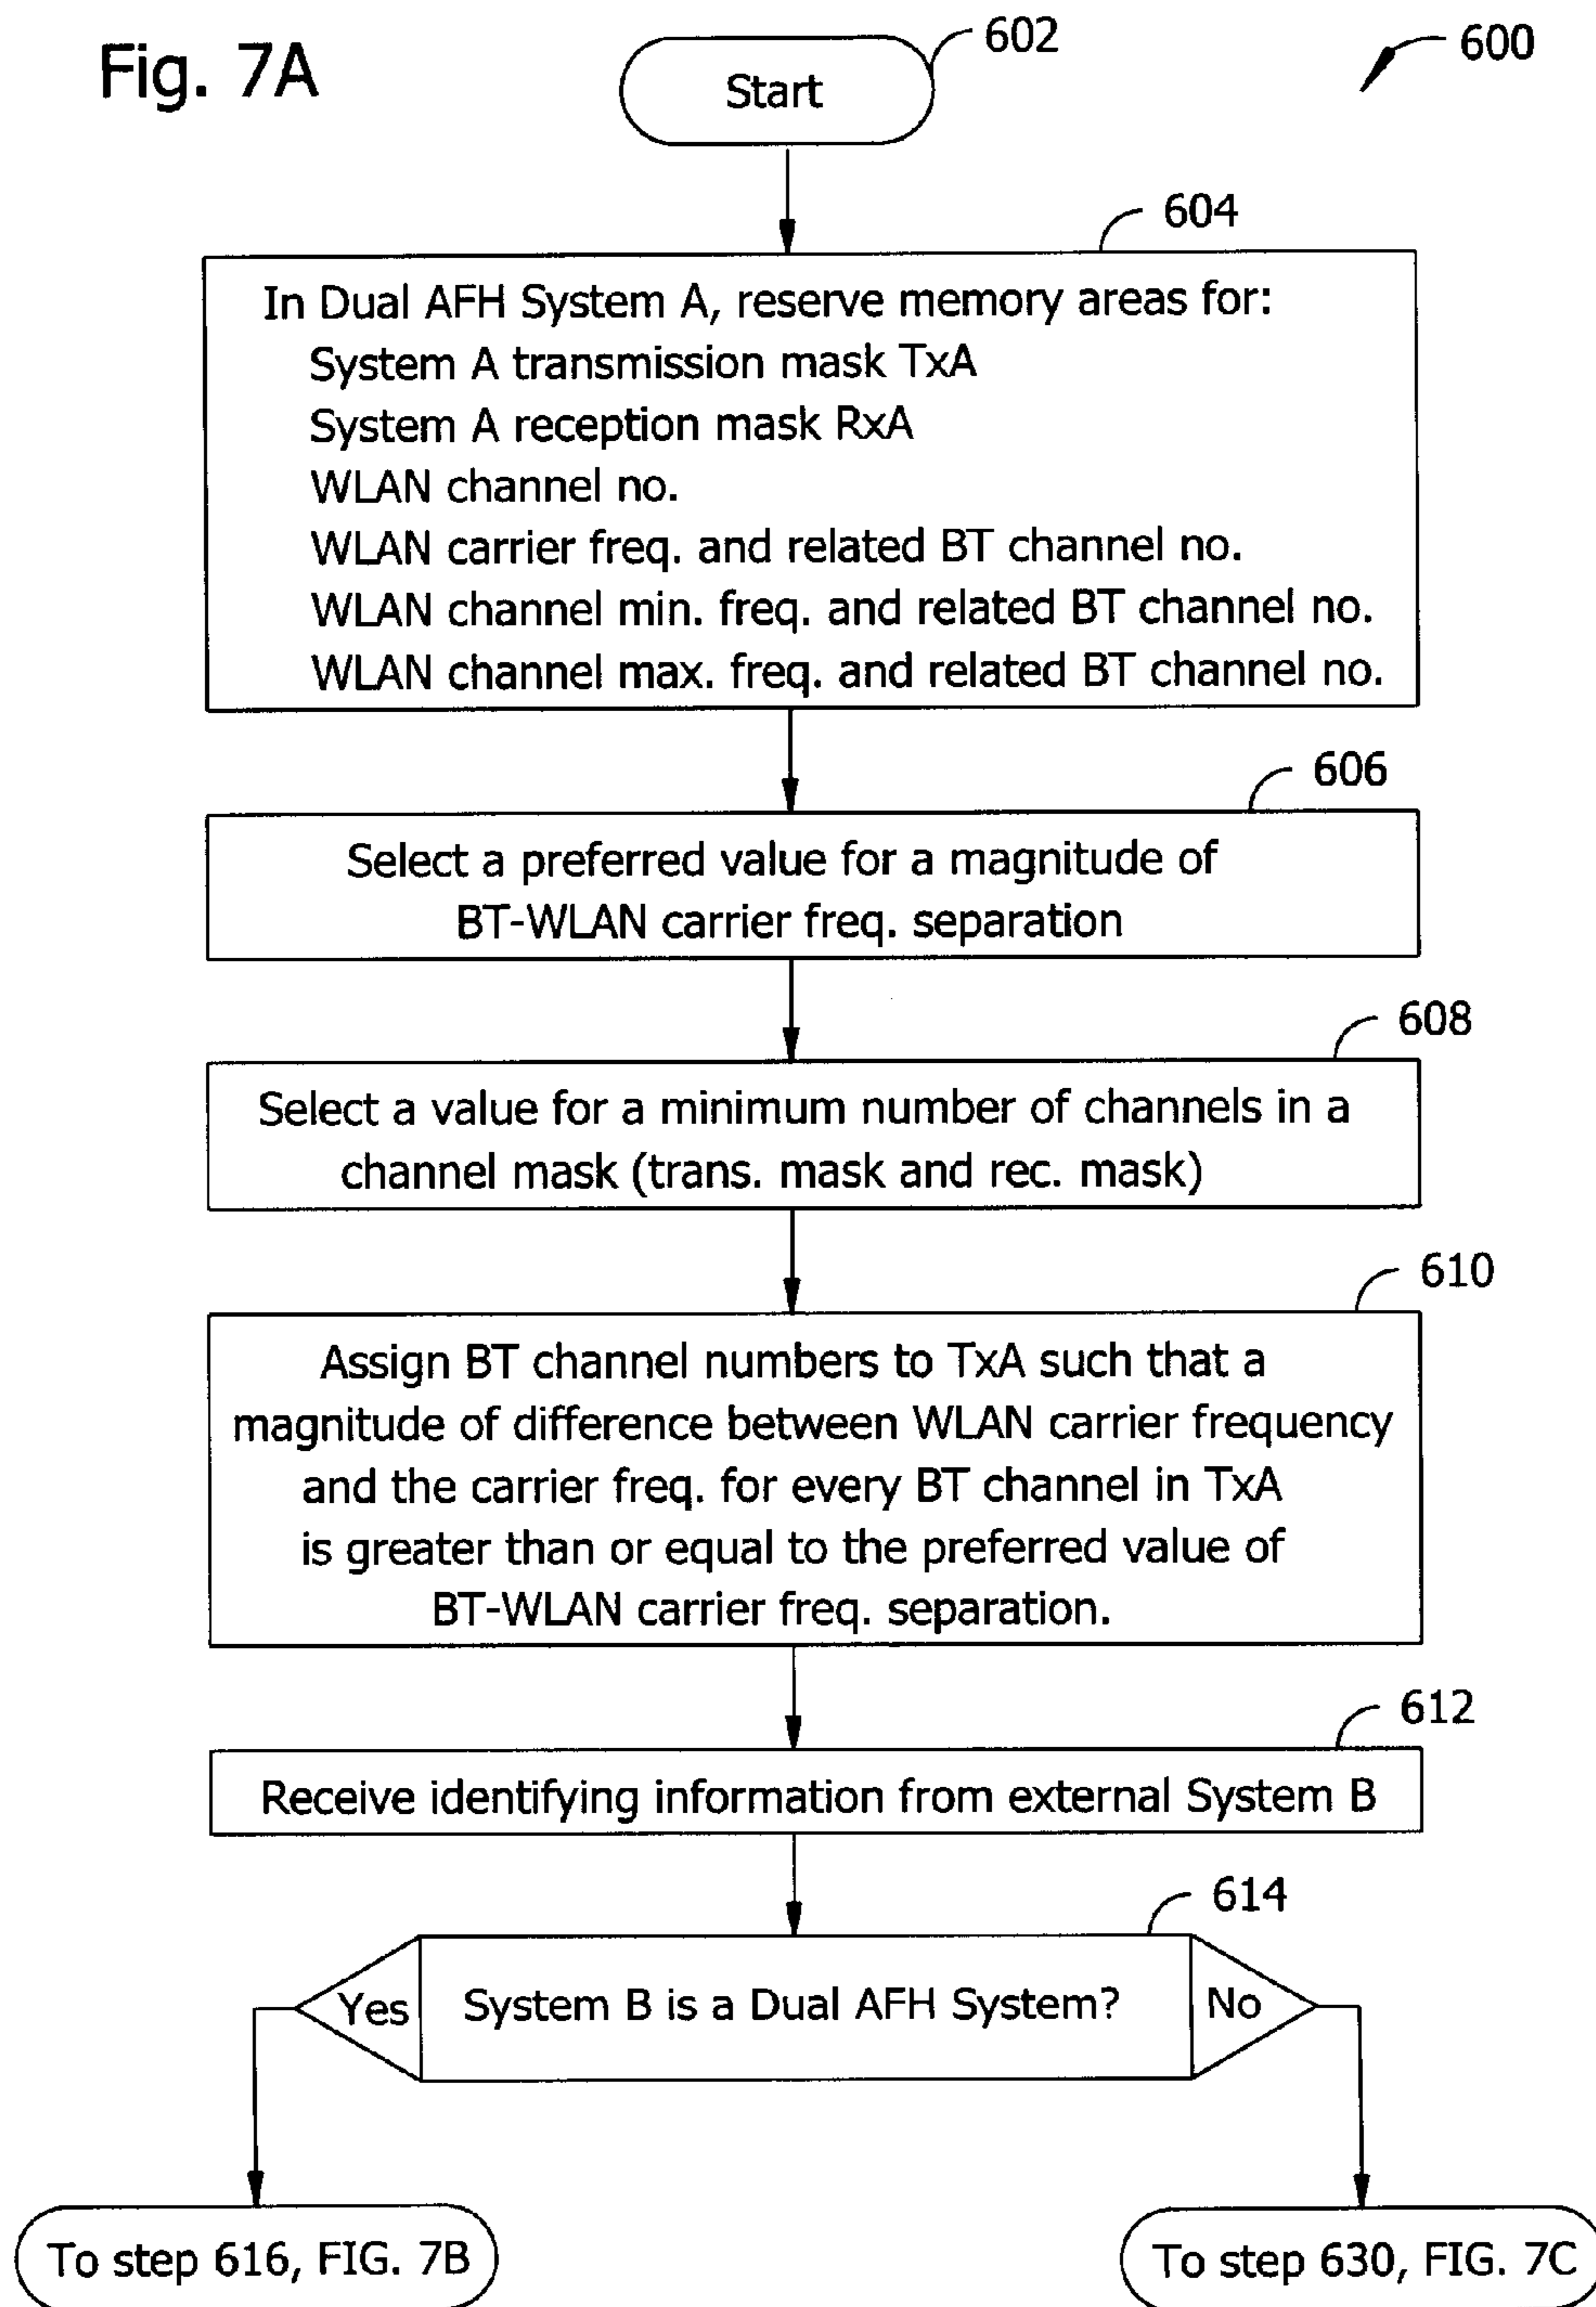 Fig. 7A
602
600
Start
604
In Dual AFH System A, reserve memory areas for:
System A transmission mask TxA
System A reception mask RxA
WLAN channel no.
WLAN carrier freq. and related BT channel no.
WLAN channel min. freq. and related BT channel no.
WLAN channel max. freq. and related BT channel no.
606
Select a preferred value for a magnitude of
BT-WLAN carrier freq. separation
608
Select a value for a minimum number of channels in a
channel mask (trans. mask and rec. mask)
610
Assign BT channel numbers to TxA such that a
magnitude of difference between WLAN carrier frequency
and the carrier freq. for every BT channel in TxA
is greater than or equal to the preferred value of
BT-WLAN carrier freq. separation.
612
Receive identifying information from external System B
614
Yes System B is a Dual AFH System? No
To step 616, FIG. 7B
To step 630, FIG. 7C